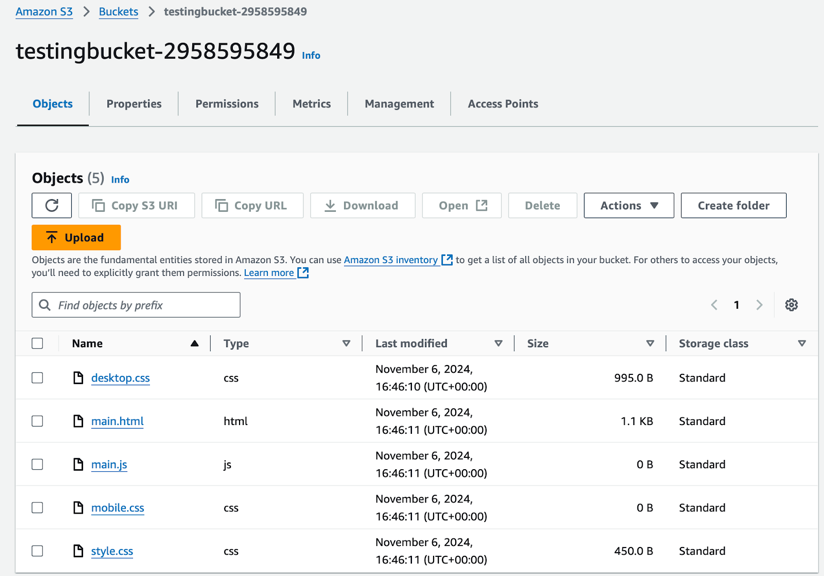 Amazon S3 > Buckets > testingbucket-2958595849
testingbucket-2958595849 Info
Objects Properties Permissions Metrics Management Access Points
Objects (5) Info
Copy S3 URI Copy URL Download Open Delete Actions Create folder
Upload
Objects are the fundamental entities stored in Amazon S3. You can use Amazon S3 inventory to get a list of all objects in your bucket. For others to access your objects,
you'll need to explicitly grant them permissions. Learn more
Find objects by prefix
1
Name Type Last modified Size Storage class
desktop.css css November 6, 2024, 995.0 B Standard
16:46:10 (UTC+00:00)
main.html html November 6, 2024, 1.1 KB Standard
16:46:11 (UTC+00:00)
main.js js November 6, 2024, 0 B Standard
16:46:11 (UTC+00:00)
mobile.css css November 6, 2024, 0 B Standard
16:46:11 (UTC+00:00)
style.css css November 6, 2024, 450.0 B Standard
16:46:11 (UTC+00:00)